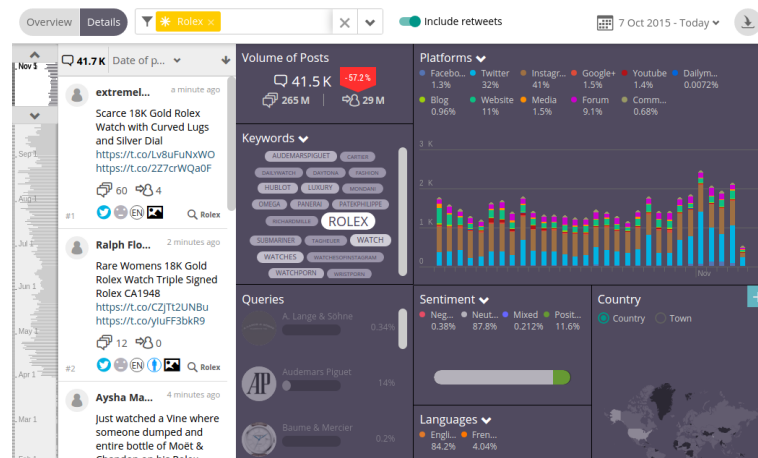 Overview Details Rolex × Include retweets 7 Oct 2015 - Today
Nov 1
Sep 1
Aug 1
Jul 1
Jun 1
May 1
Apr 1
Mar 1
41.7 K Date of p...
extremel... a minute ago
Scarce 18K Gold Rolex
Watch with Curved Lugs
and Silver Dial
https://t.co/Lv8uFuNxWO
https://t.co/2Z7crWQa0F
60 4
#1 EN Rolex
Ralph Flo... 2 minutes ago
Rare Womens 18K Gold
Rolex Watch Triple Signed
Rolex CA1948
https://t.co/CZjTt2UNBu
https://t.co/yIuFF3bkR9
12 0
#2 EN Rolex
Aysha Ma... 4 minutes ago
Just watched a Vine where
someone dumped and
entire bottle of Moët &
Volume of Posts
41.5 K -57.2 %
265 M 29 M
Keywords
AUDEMARSPIGUET CARTIER
DAILYWATCH DAYTONA FASHION
HUBLOT LUXURY MONDANI
OMEGA PANERAI PATEKPHILIPPE
RICHARDMILLE ROLEX
SUBMARINER TAGHEUER WATCH
WATCHES WATCHESOFINSTAGRAM
WATCHPORN WRISTPORN
Queries
A. Lange & Söhne
0.34%
Audemars Piguet
AP 14%
Baume & Mercier
0.2%
Platforms
Facebo... Twitter Instagr... Google+ Youtube Dailym...
1.3% 32% 41% 1.5% 1.4% 0.0072%
Blog Website Media Forum Comm...
0.96% 11% 1.5% 9.1% 0.68%
3 K
2 K
1 K
0
Nov
Sentiment
Neg... Neut... Mixed Posit...
0.38% 87.8% 0.212% 11.6%
Languages
Engli... Fren...
84.2% 4.04%
Country
Country Town